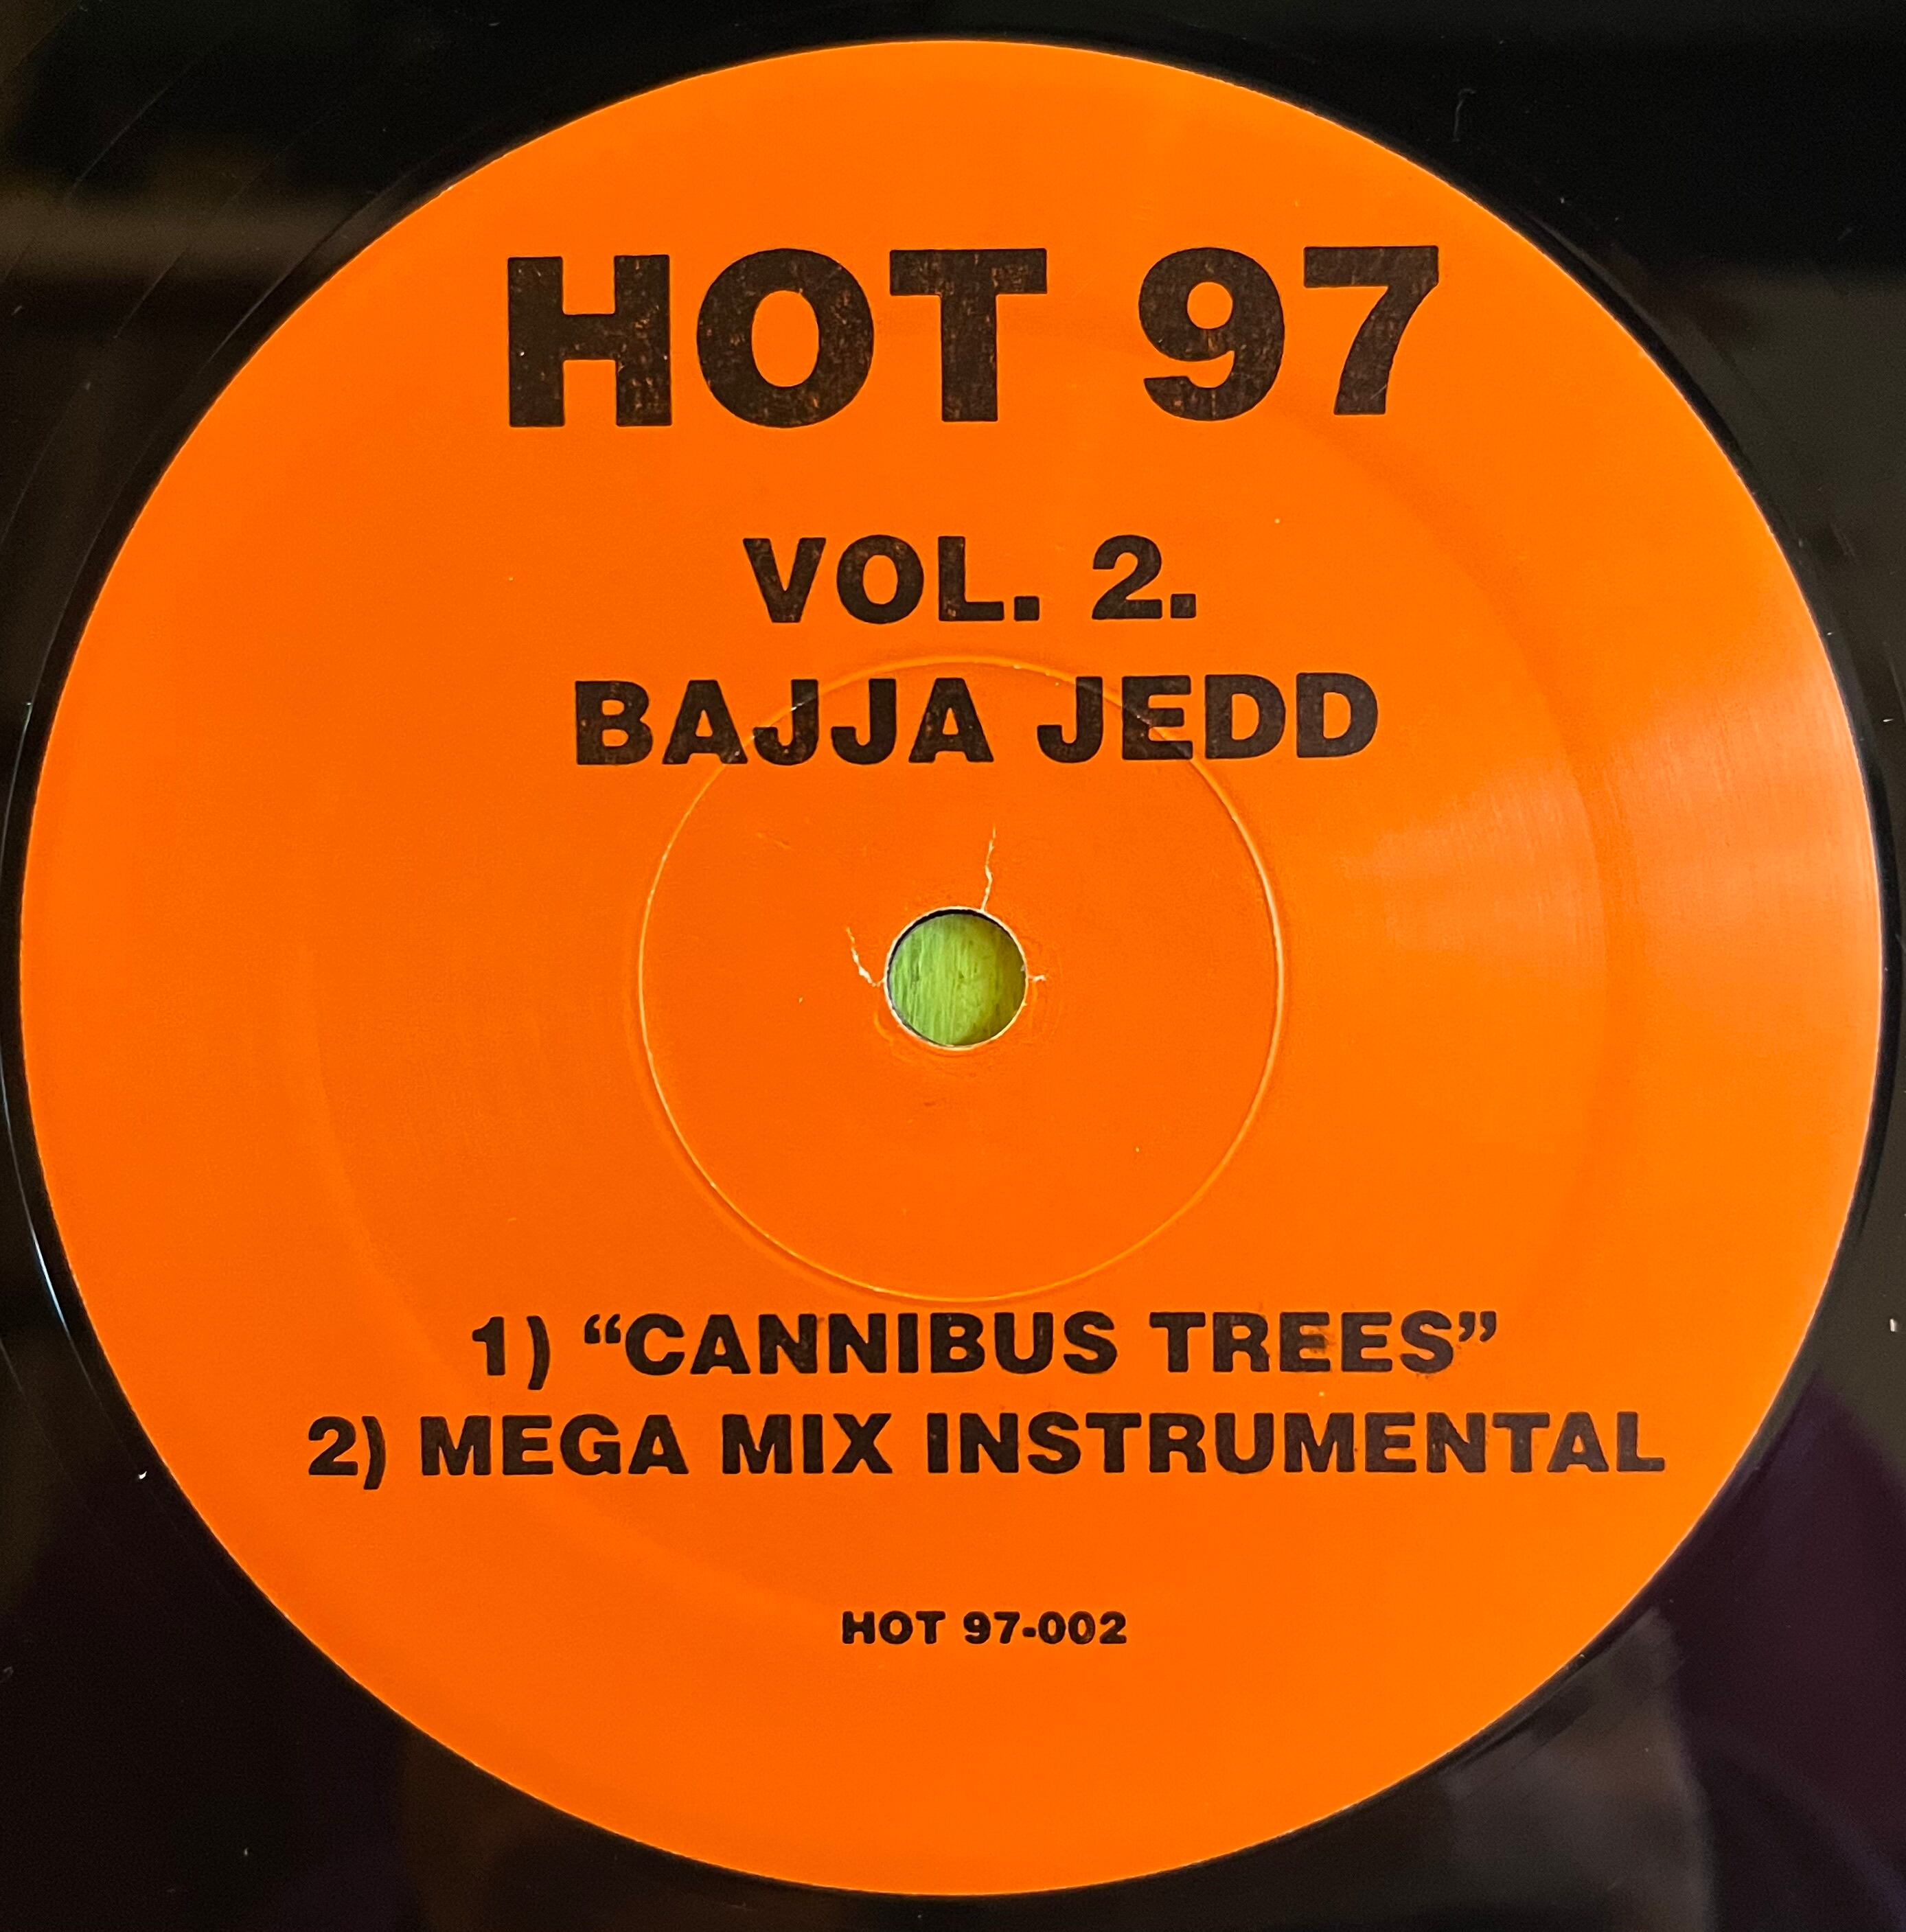 HOT 97
VOL. 2.
BAJJA JEDD
1) “CANNIBUS TREES”
2) MEGA MIX INSTRUMENTAL
HOT 97-002